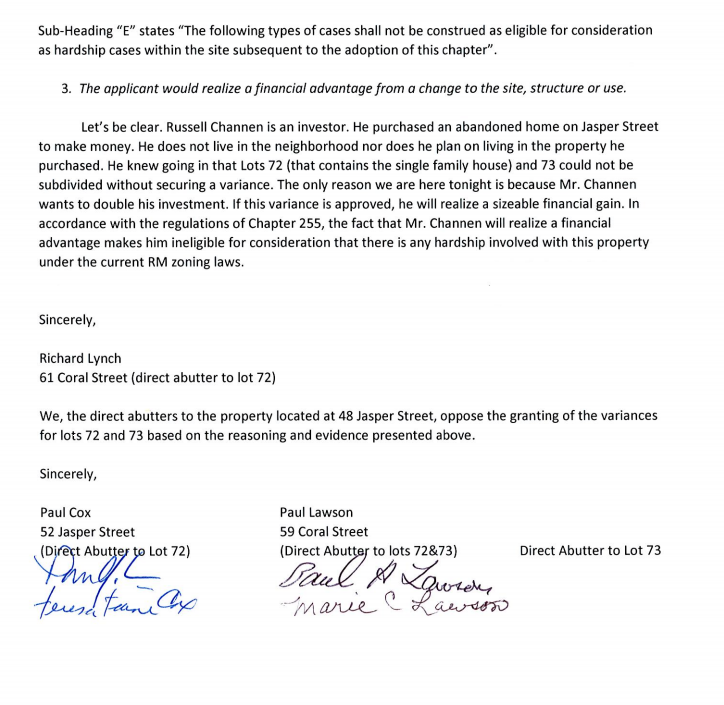 Sub-Heading “E” states “The following types of cases shall not be construed as eligible for consideration
as hardship cases within the site subsequent to the adoption of this chapter”.
3. The applicant would realize a financial advantage from a change to the site, structure or use.
Let’s be clear. Russell Channen is an investor. He purchased an abandoned home on Jasper Street
to make money. He does not live in the neighborhood nor does he plan on living in the property he
purchased. He knew going in that Lots 72 (that contains the single family house) and 73 could not be
subdivided without securing a variance. The only reason we are here tonight is because Mr. Channen
wants to double his investment. If this variance is approved, he will realize a sizeable financial gain. In
accordance with the regulations of Chapter 255, the fact that Mr. Channen will realize a financial
advantage makes him ineligible for consideration that there is any hardship involved with this property
under the current RM zoning laws.
Sincerely,
Richard Lynch
61 Coral Street (direct abutter to lot 72)
We, the direct abutters to the property located at 48 Jasper Street, oppose the granting of the variances
for lots 72 and 73 based on the reasoning and evidence presented above.
Sincerely,
Paul Cox Paul Lawson
52 Jasper Street 59 Coral Street
(Direct Abutter to Lot 72) (Direct Abutter to lots 72&73) Direct Abutter to Lot 73
Paul A Lawson
Teresa Cox Marie C Lawson